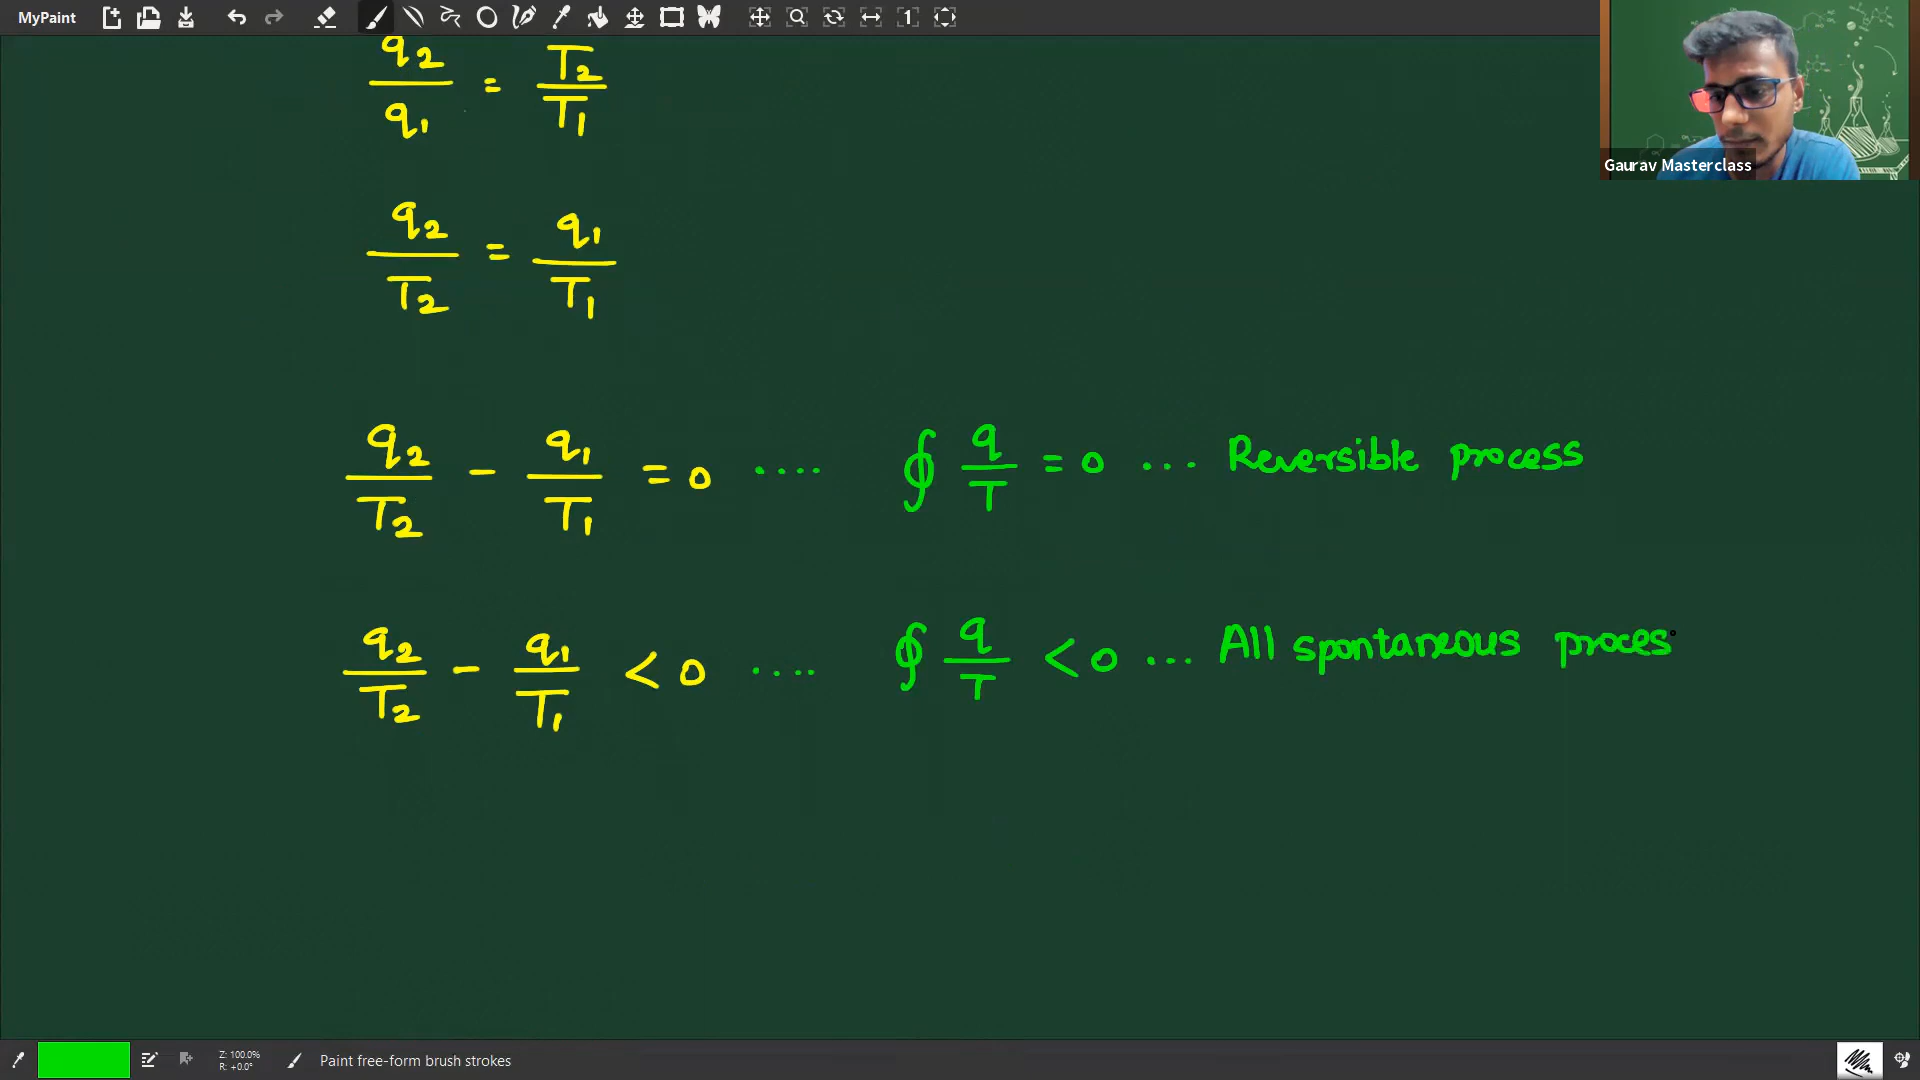 MyPaint
q2/q1 = T2/T1
Gaurav Masterclass
q2/T2 = q1/T1
q2/T2 - q1/T1 = 0 .... ∮ q/T = 0 ... Reversible process
q2/T2 - q1/T1 < 0 .... ∮ q/T < 0 ... All spontaneous proces
Z: 100.0%
R: +0.0°
Paint free-form brush strokes